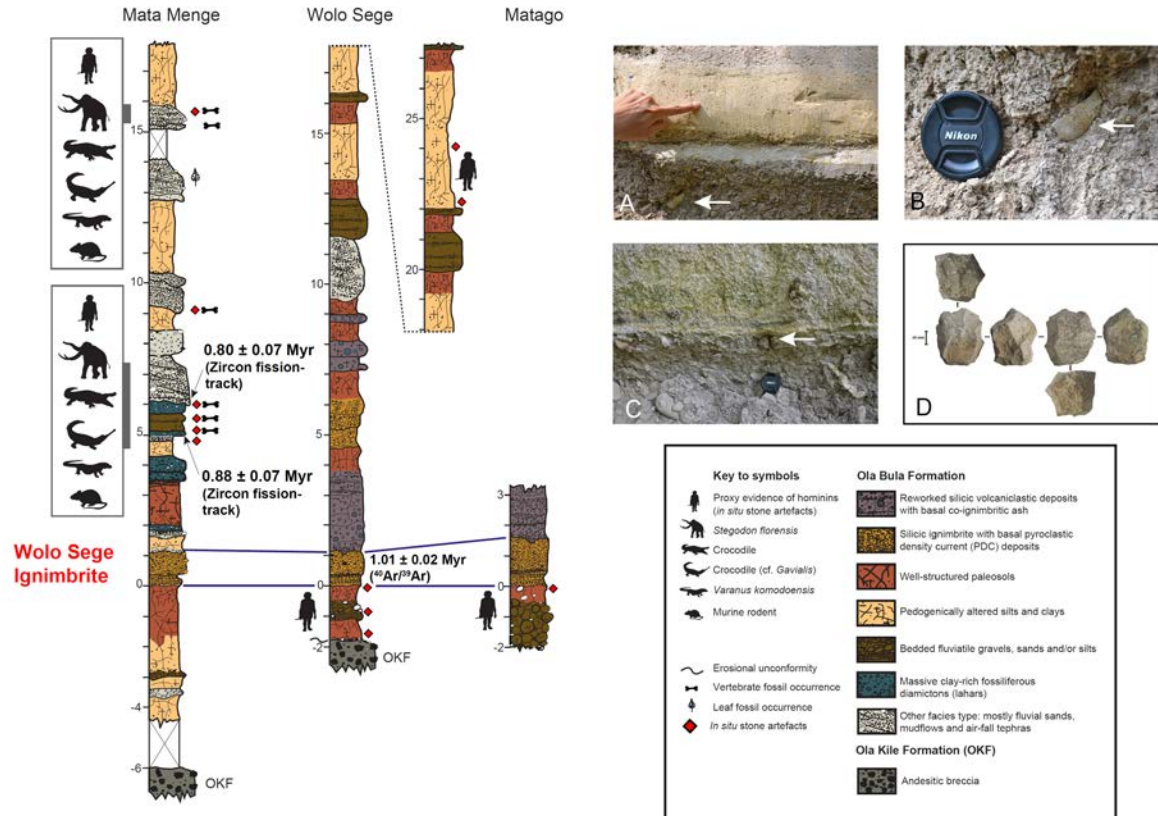 Mata Menge
Wolo Sege
Matago
15
10
5
0
-2
-4
-6
OKF
0.80 ± 0.07 Myr
(Zircon fission-
track)
0.88 ± 0.07 Myr
(Zircon fission-
track)
Wolo Sege
Ignimbrite
15
10
5
0
-2
OKF
1.01 ± 0.02 Myr
(⁴⁰Ar/³⁹Ar)
25
20
3
0
-2
A
Nikon
B
C
D
Key to symbols
Proxy evidence of hominins
(in situ stone artefacts)
Stegodon florensis
Crocodile
Crocodile (cf. Gavialis)
Varanus komodoensis
Murine rodent
Erosional unconformity
Vertebrate fossil occurrence
Leaf fossil occurrence
In situ stone artefacts
Ola Bula Formation
Reworked silicic volcaniclastic deposits
with basal co-ignimbritic ash
Silicic ignimbrite with basal pyroclastic
density current (PDC) deposits
Well-structured paleosols
Pedogenically altered silts and clays
Bedded fluviatile gravels, sands and/or silts
Massive clay-rich fossiliferous
diamictons (lahars)
Other facies type: mostly fluvial sands,
mudflows and air-fall tephras
Ola Kile Formation (OKF)
Andesitic breccia